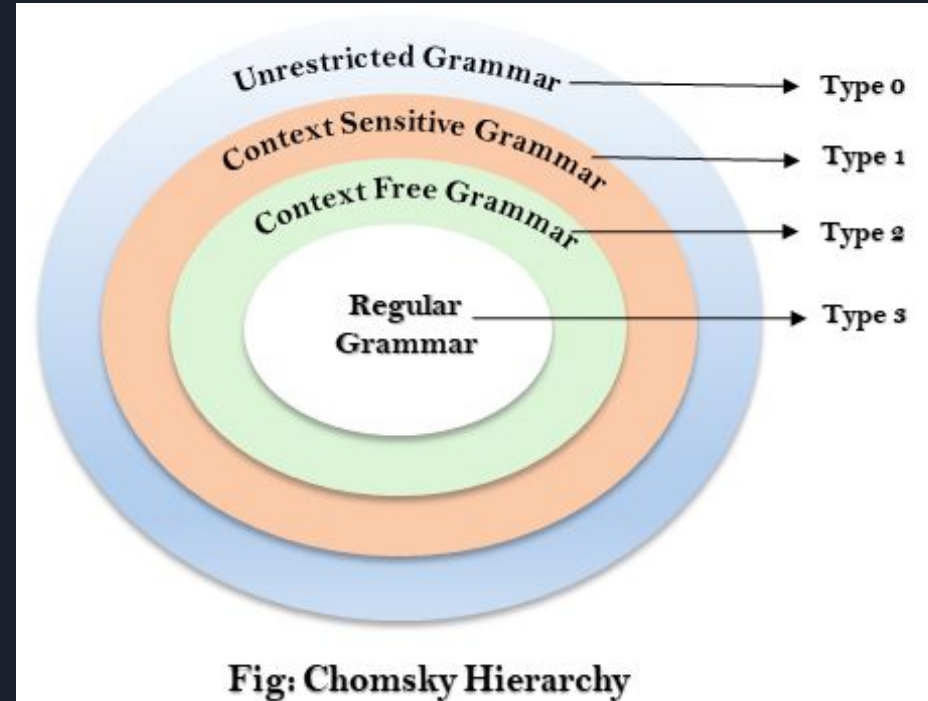 Unrestricted Grammar
Type 0
Context Sensitive Grammar
Type 1
Context Free Grammar
Type 2
Regular
Grammar
Type 3
Fig: Chomsky Hierarchy